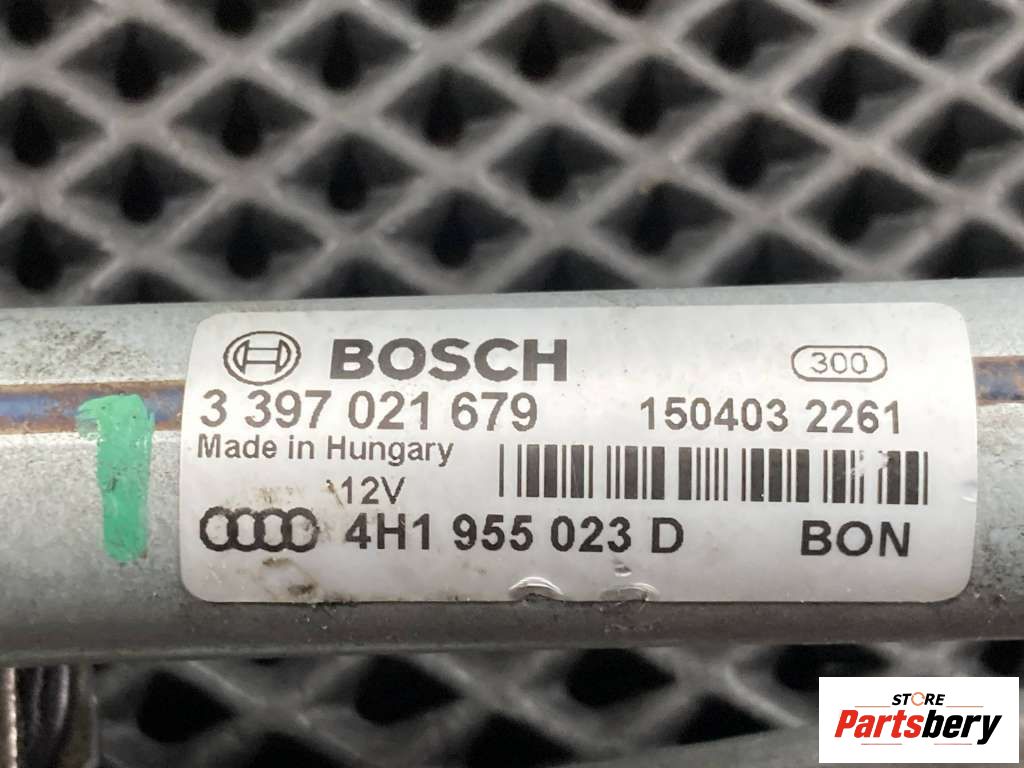 BOSCH
300
3 397 021 679 150403 2261
Made in Hungary
12V
4H1 955 023 D BON
STORE
Partsbery